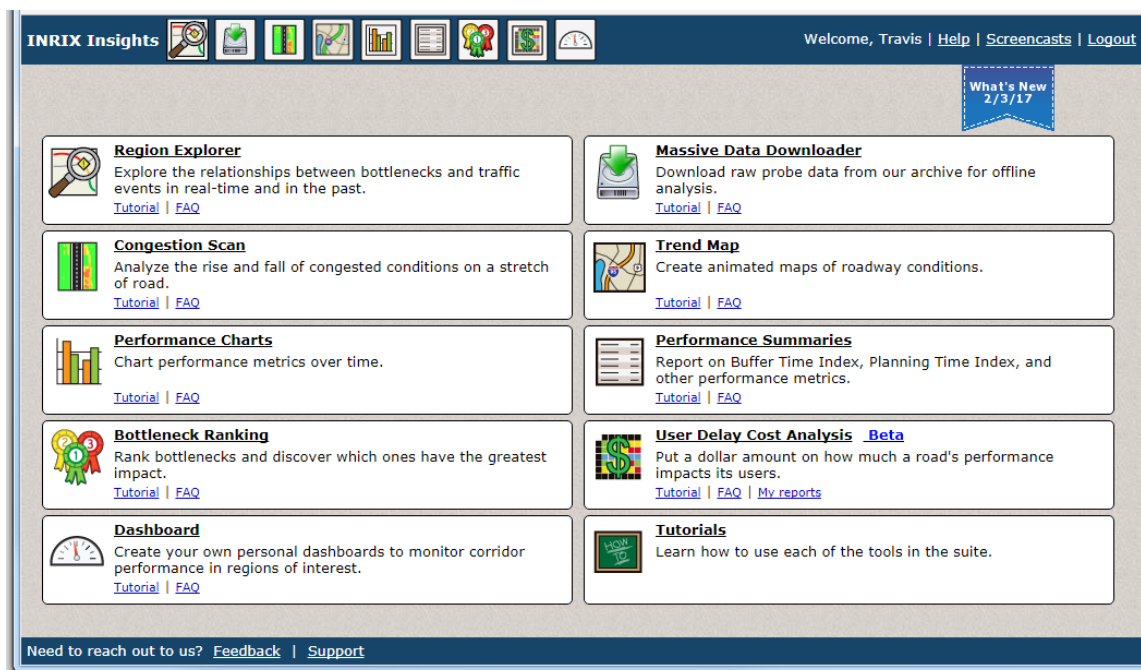 INRIX Insights
Welcome, Travis | Help | Screencasts | Logout
What's New
2/3/17
Region Explorer
Explore the relationships between bottlenecks and traffic
events in real-time and in the past.
Tutorial | FAQ
Massive Data Downloader
Download raw probe data from our archive for offline
analysis.
Tutorial | FAQ
Congestion Scan
Analyze the rise and fall of congested conditions on a stretch
of road.
Tutorial | FAQ
Trend Map
Create animated maps of roadway conditions.
Tutorial | FAQ
Performance Charts
Chart performance metrics over time.
Tutorial | FAQ
Performance Summaries
Report on Buffer Time Index, Planning Time Index, and
other performance metrics.
Tutorial | FAQ
Bottleneck Ranking
Rank bottlenecks and discover which ones have the greatest
impact.
Tutorial | FAQ
User Delay Cost Analysis Beta
Put a dollar amount on how much a road's performance
impacts its users.
Tutorial | FAQ | My reports
Dashboard
Create your own personal dashboards to monitor corridor
performance in regions of interest.
Tutorial | FAQ
HOW
TO
Tutorials
Learn how to use each of the tools in the suite.
Need to reach out to us? Feedback | Support